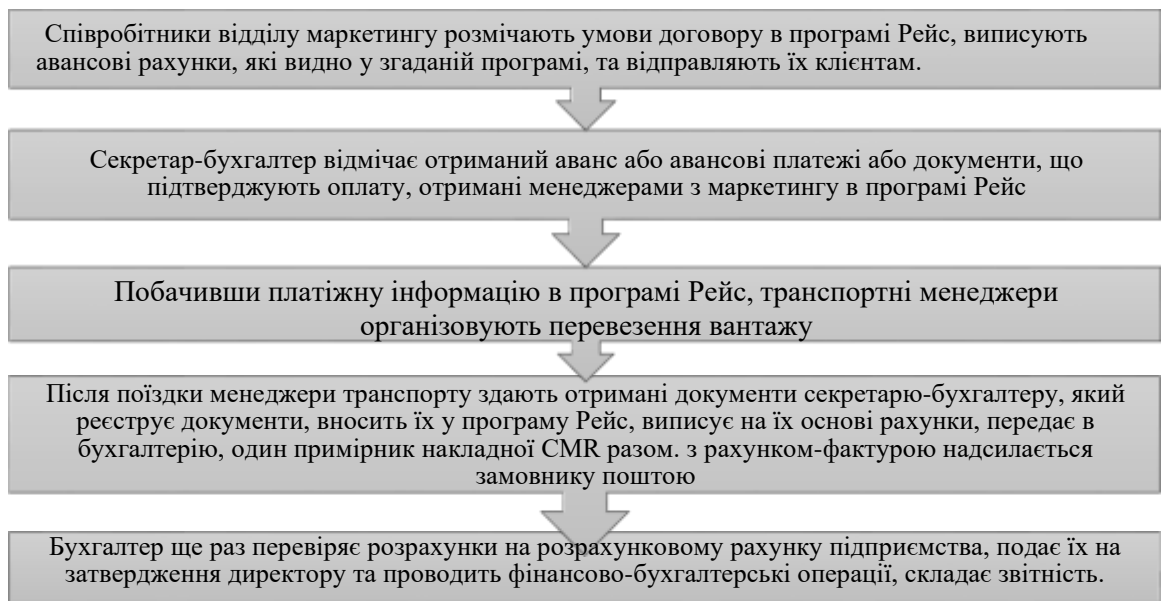 Співробітники відділу маркетингу розмічають умови договору в програмі Рейс, виписують
авансові рахунки, які видно у згаданій програмі, та відправляють їх клієнтам.
Секретар-бухгалтер відмічає отриманий аванс або авансові платежі або документи, що
підтверджують оплату, отримані менеджерами з маркетингу в програмі Рейс
Побачивши платіжну інформацію в програмі Рейс, транспортні менеджери
організовують перевезення вантажу
Після поїздки менеджери транспорту здають отримані документи секретарю-бухгалтеру, який
реєструє документи, вносить їх у програму Рейс, виписує на їх основі рахунки, передає в
бухгалтерію, один примірник накладної CMR разом. з рахунком-фактурою надсилається
замовнику поштою
Бухгалтер ще раз перевіряє розрахунки на розрахунковому рахунку підприємства, подає їх на
затвердження директору та проводить фінансово-бухгалтерські операції, складає звітність.